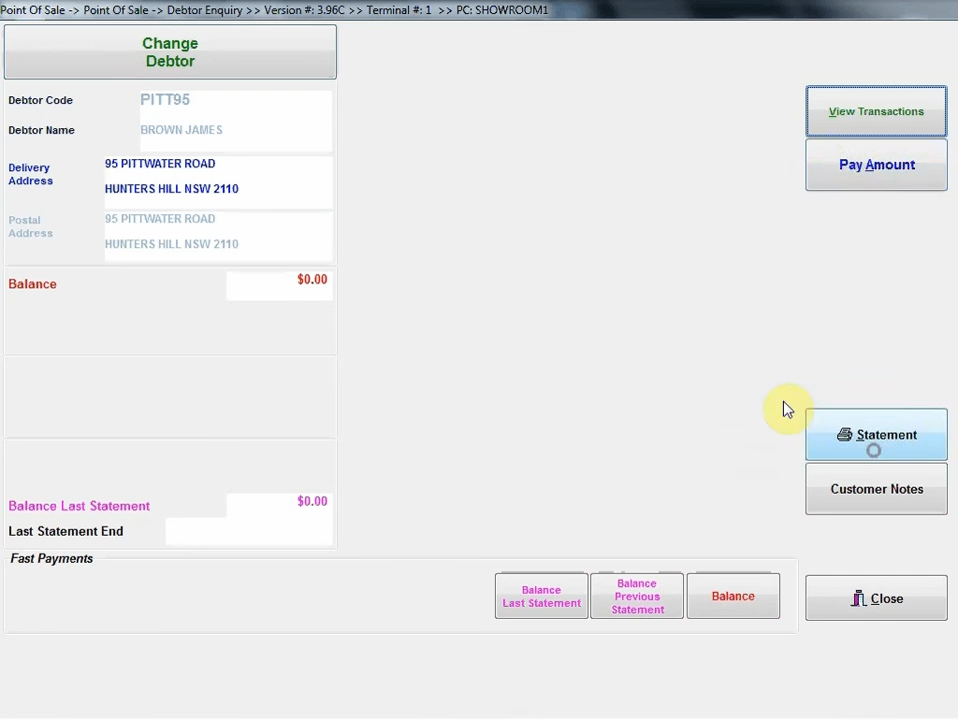 Point Of Sale -> Point Of Sale -> Debtor Enquiry >> Version #: 3.96C >> Terminal #: 1 >> PC: SHOWROOM1
Change
Debtor
Debtor Code PITT95
Debtor Name BROWN JAMES
Delivery
Address
95 PITTWATER ROAD
HUNTERS HILL NSW 2110
Postal
Address
95 PITTWATER ROAD
HUNTERS HILL NSW 2110
Balance $0.00
Balance Last Statement $0.00
Last Statement End
View Transactions
Pay Amount
Statement
Customer Notes
Fast Payments
Balance
Last Statement
Balance
Previous
Statement
Balance
Close